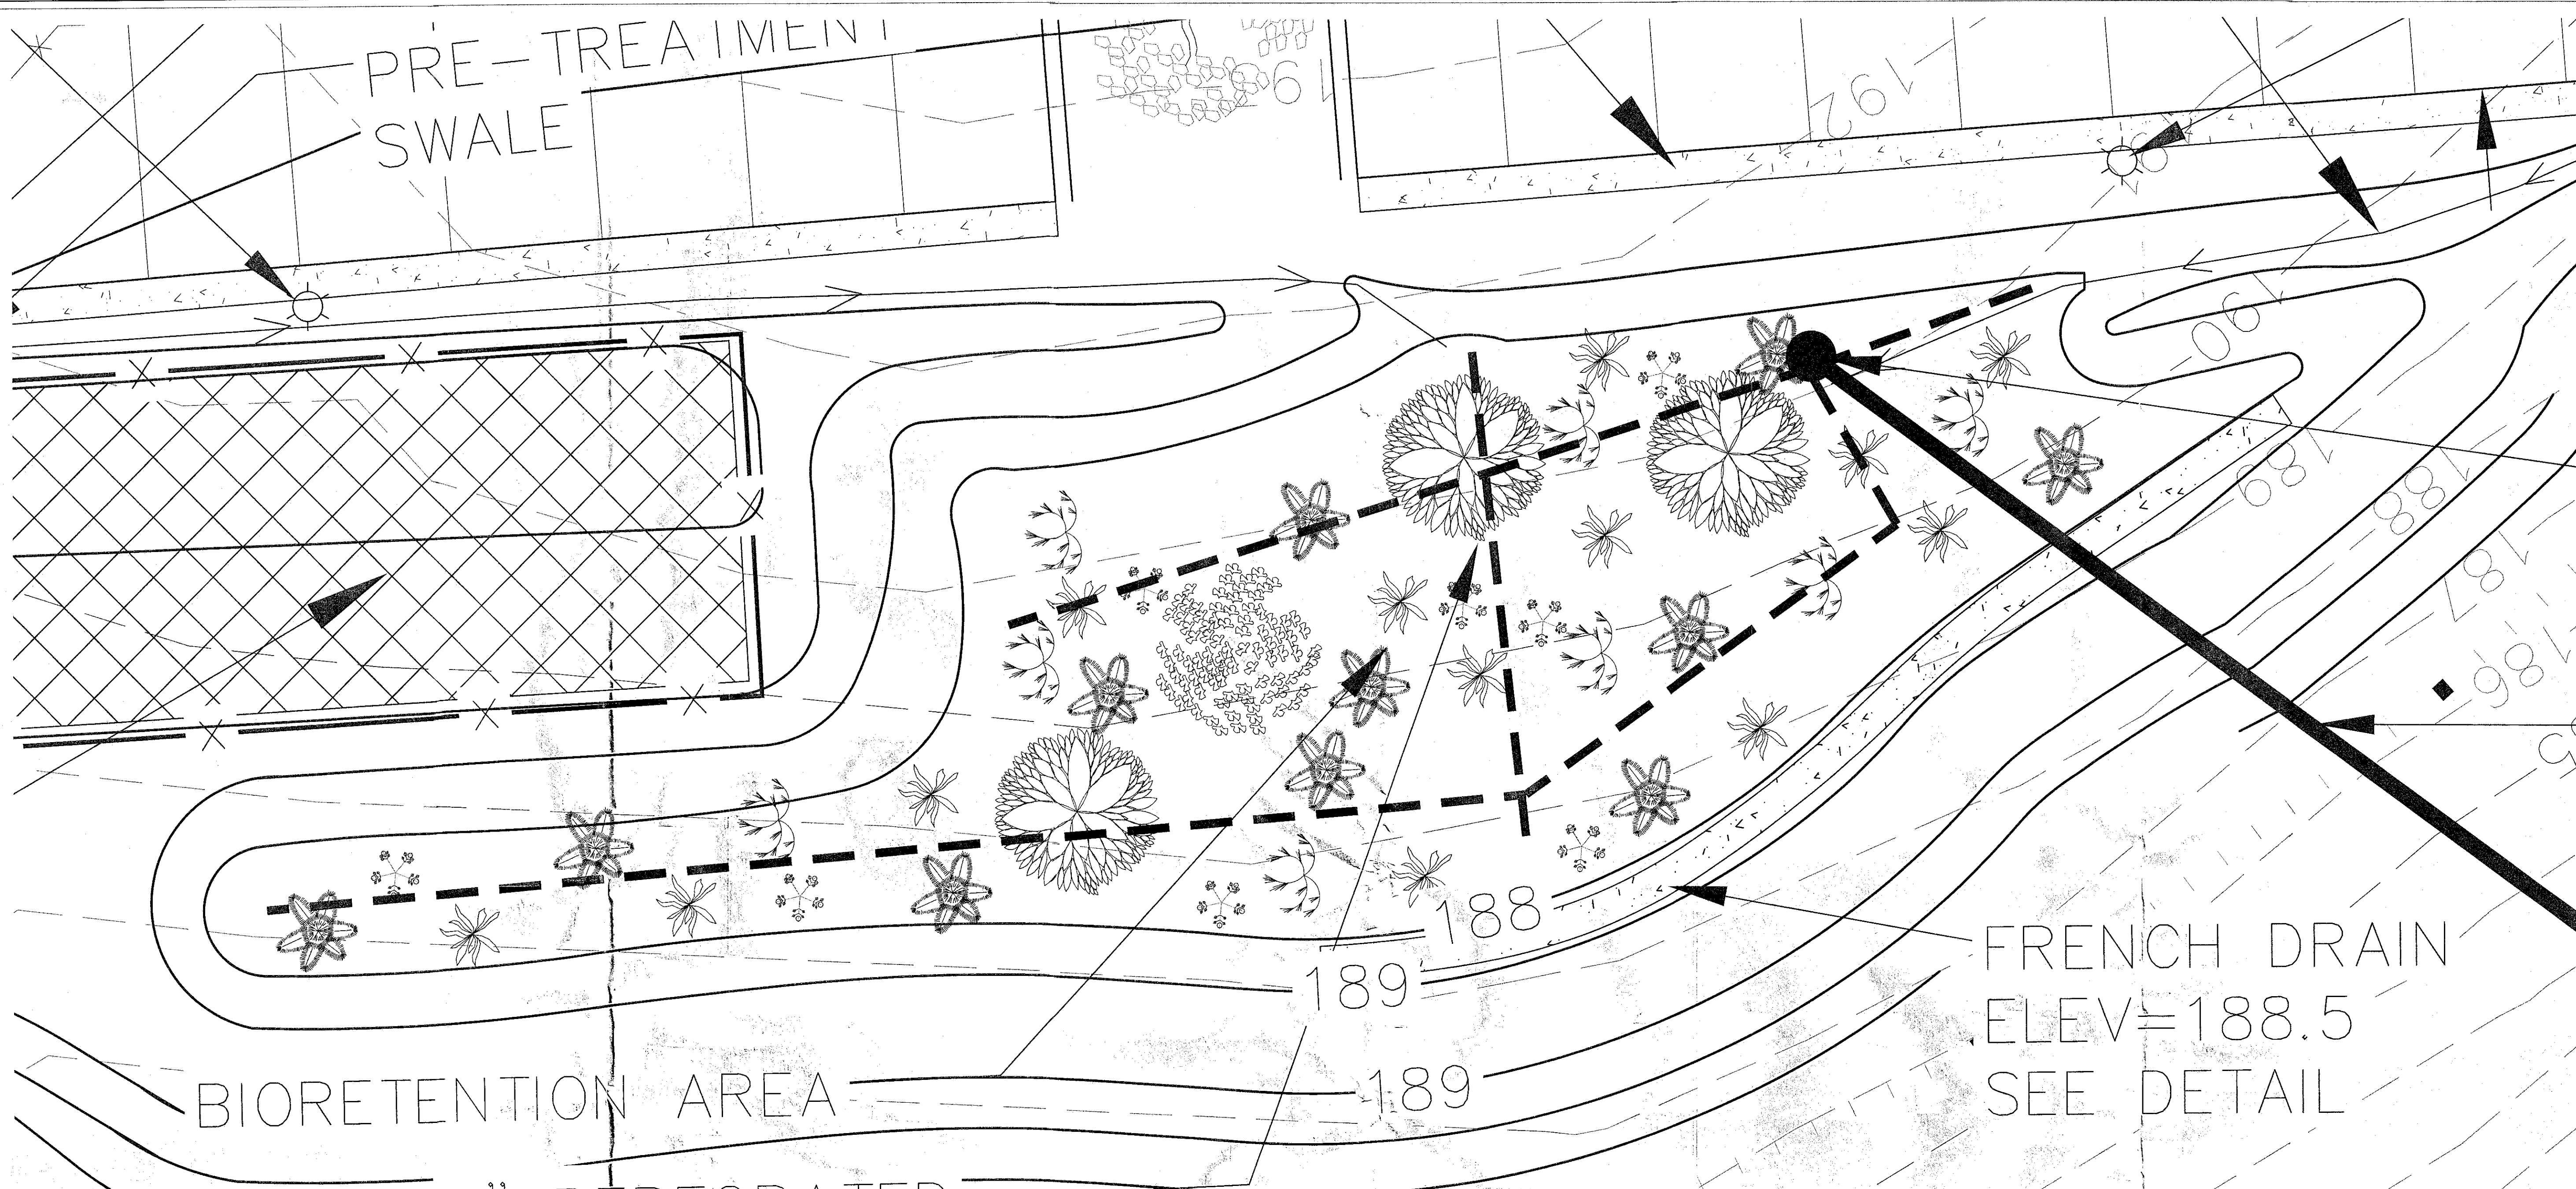 PRE-TREATMENT
SWALE
192
190
189
188
187
186
188
189
189
FRENCH DRAIN
ELEV=188.5
SEE DETAIL
BIORETENTION AREA